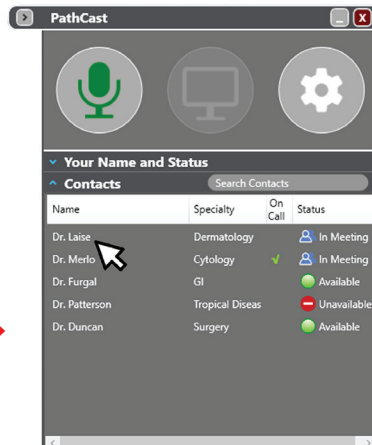 PathCast
Your Name and Status
Contacts Search Contacts
Name Specialty On Call Status
Dr. Laise Dermatology In Meeting
Dr. Merlo Cytology √ In Meeting
Dr. Furgal GI Available
Dr. Patterson Tropical Diseas Unavailable
Dr. Duncan Surgery Available